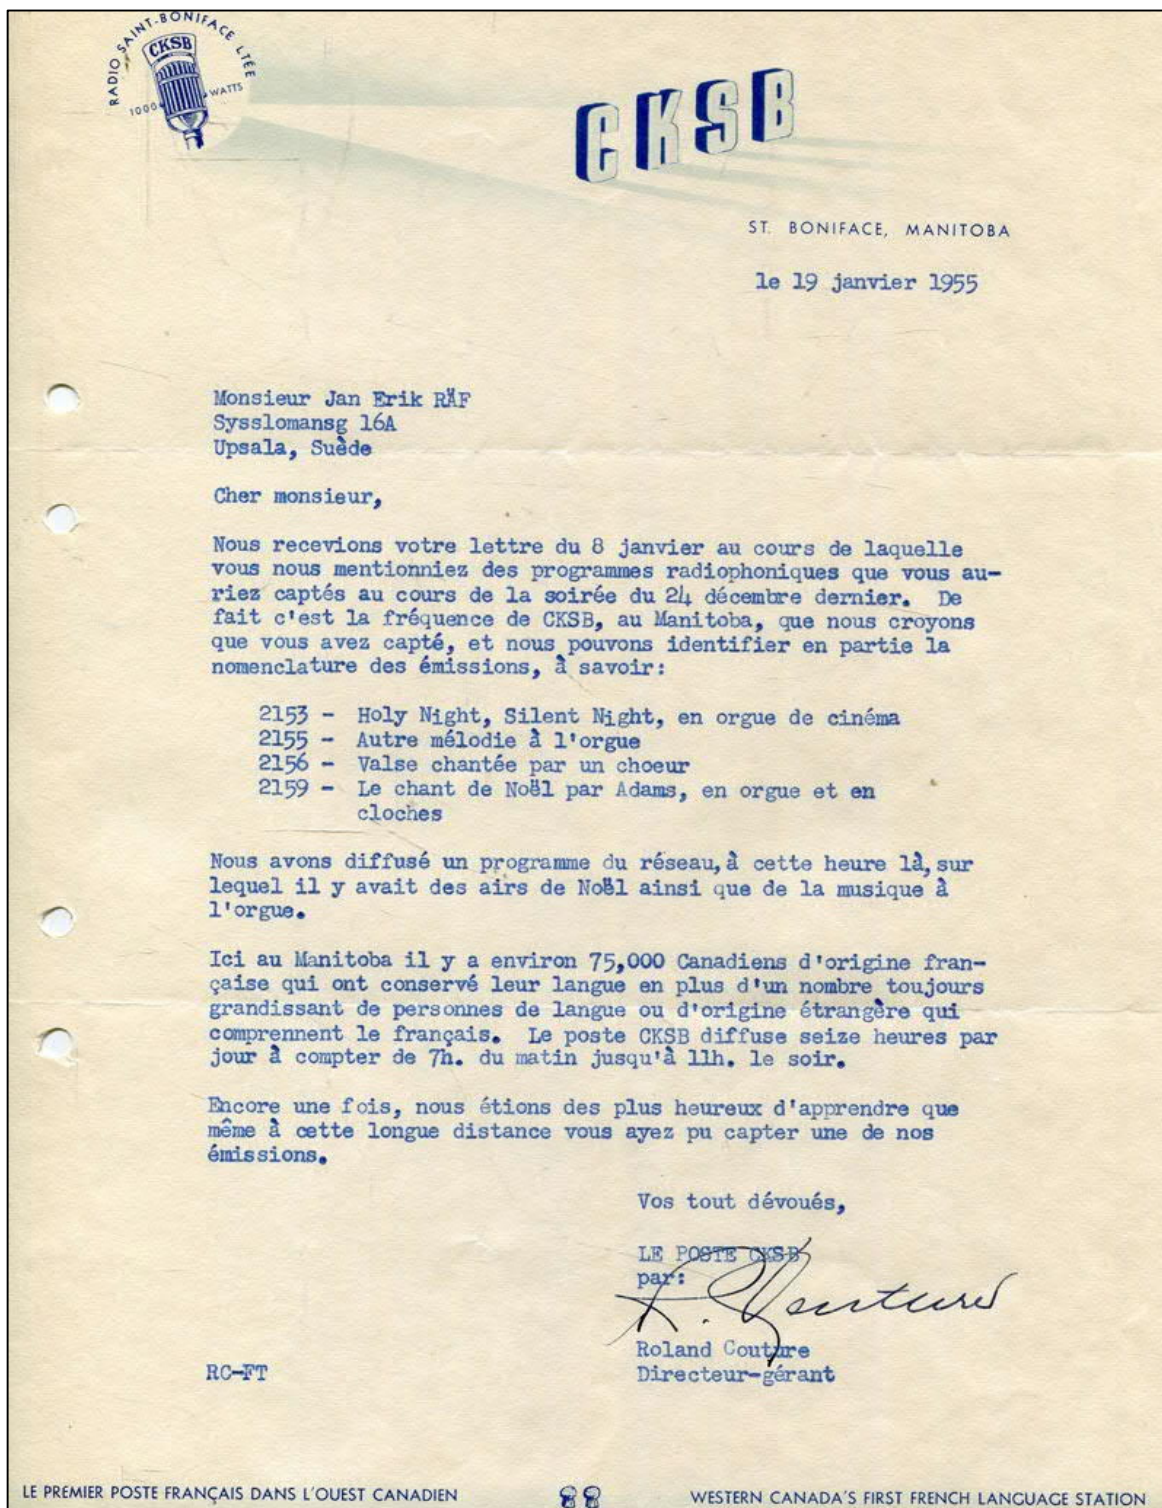 RADIO SAINT-BONIFACE LTÉE
CKSB
1000 WATTS
CKSB
ST. BONIFACE, MANITOBA
le 19 janvier 1955
Monsieur Jan Erik RÄF
Sysslomansg 16A
Upsala, Suède
Cher monsieur,
Nous recevions votre lettre du 8 janvier au cours de laquelle
vous nous mentionniez des programmes radiophoniques que vous au-
riez captés au cours de la soirée du 24 décembre dernier. De
fait c'est la fréquence de CKSB, au Manitoba, que nous croyons
que vous avez capté, et nous pouvons identifier en partie la
nomenclature des émissions, à savoir:
2153 - Holy Night, Silent Night, en orgue de cinéma
2155 - Autre mélodie à l'orgue
2156 - Valse chantée par un choeur
2159 - Le chant de Noël par Adams, en orgue et en
cloches
Nous avons diffusé un programme du réseau, à cette heure là, sur
lequel il y avait des airs de Noël ainsi que de la musique à
l'orgue.
Ici au Manitoba il y a environ 75,000 Canadiens d'origine fran-
çaise qui ont conservé leur langue en plus d'un nombre toujours
grandissant de personnes de langue ou d'origine étrangère qui
comprennent le français. Le poste CKSB diffuse seize heures par
jour à compter de 7h. du matin jusqu'à 11h. le soir.
Encore une fois, nous étions des plus heureux d'apprendre que
même à cette longue distance vous ayez pu capter une de nos
émissions.
Vos tout dévoués,
LE POSTE CKSB
par:
R. Couture
Roland Couture
RC-FT Directeur-gérant
LE PREMIER POSTE FRANÇAIS DANS L'OUEST CANADIEN WESTERN CANADA'S FIRST FRENCH LANGUAGE STATION